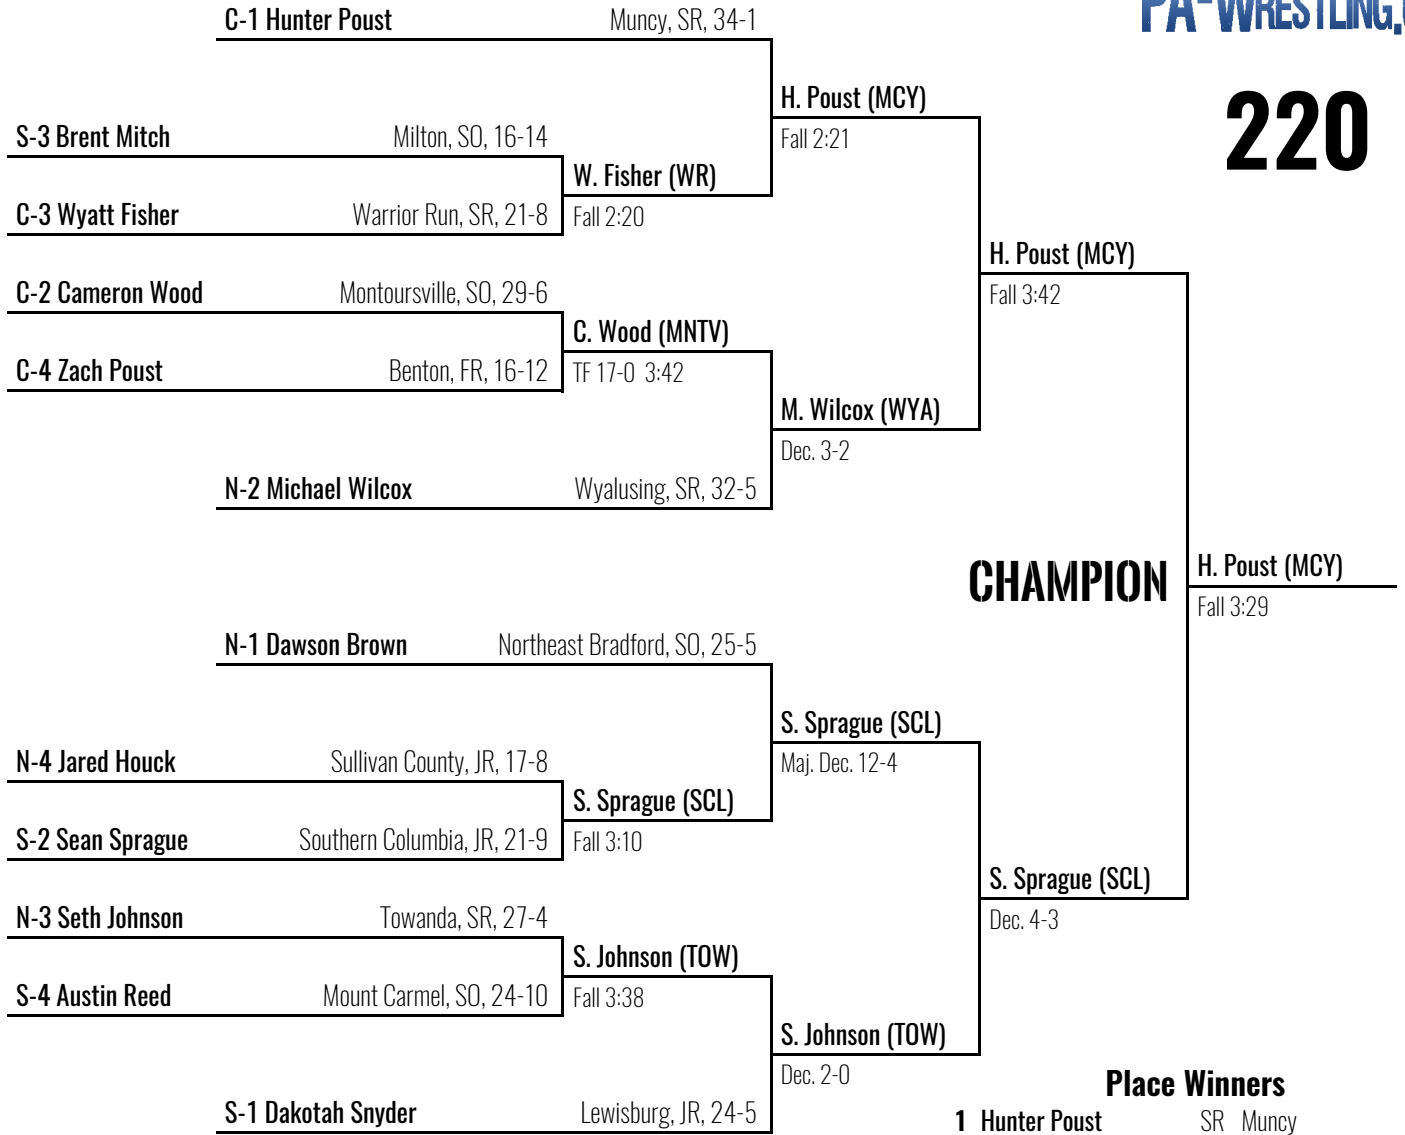 C-1 Hunter Poust Muncy, SR, 34-1
PA-WRESTLING.
H. Poust (MCY)
220
S-3 Brent Mitch Milton, SO, 16-14
Fall 2:21
W. Fisher (WR)
C-3 Wyatt Fisher Warrior Run, SR, 21-8
Fall 2:20
H. Poust (MCY)
C-2 Cameron Wood Montoursville, SO, 29-6
Fall 3:42
C. Wood (MNTV)
C-4 Zach Poust Benton, FR, 16-12
TF 17-0 3:42
M. Wilcox (WYA)
Dec. 3-2
N-2 Michael Wilcox Wyalusing, SR, 32-5
CHAMPION
H. Poust (MCY)
Fall 3:29
N-1 Dawson Brown Northeast Bradford, SO, 25-5
S. Sprague (SCL)
N-4 Jared Houck Sullivan County, JR, 17-8
Maj. Dec. 12-4
S. Sprague (SCL)
S-2 Sean Sprague Southern Columbia, JR, 21-9
Fall 3:10
S. Sprague (SCL)
N-3 Seth Johnson Towanda, SR, 27-4
Dec. 4-3
S. Johnson (TOW)
S-4 Austin Reed Mount Carmel, SO, 24-10
Fall 3:38
S. Johnson (TOW)
Dec. 2-0
Place Winners
S-1 Dakotah Snyder Lewisburg, JR, 24-5
1 Hunter Poust SR Muncy